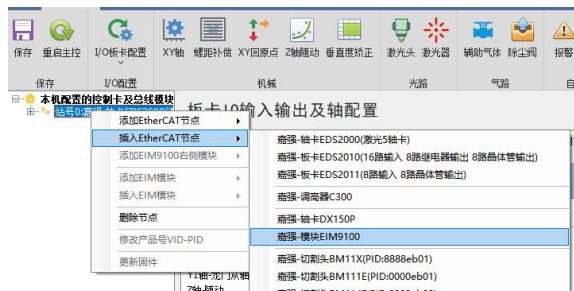 保存 重启主控 I/O板卡配置 XY轴 螺距补偿 XY回原点 Z轴随动 垂直度矫正 激光头 激光器 辅助气体 除尘阀 报警
保存 I/O配置 机械 光路 气路
本机配置的控制卡及总线模块
板卡IO输入输出及轴配置
添加EtherCAT节点
插入EtherCAT节点
添加EIM9100右侧模块
添加EIM模块
插入EIM模块
删除节点
修改产品号VID-PID
更新固件
嘉强-轴卡EDS2000(激光5轴卡)
嘉强-板卡EDS2010(16路输入 8路继电器输出 8路晶体管输出)
嘉强-板卡EDS2011(8路输入 8路晶体管输出)
嘉强-调高器C300
嘉强-轴卡DX150P
嘉强-模块EIM9100
嘉强-切割头BM11X(PID:8888eb01)
嘉强-切割头BM111E(PID:0000eb01)